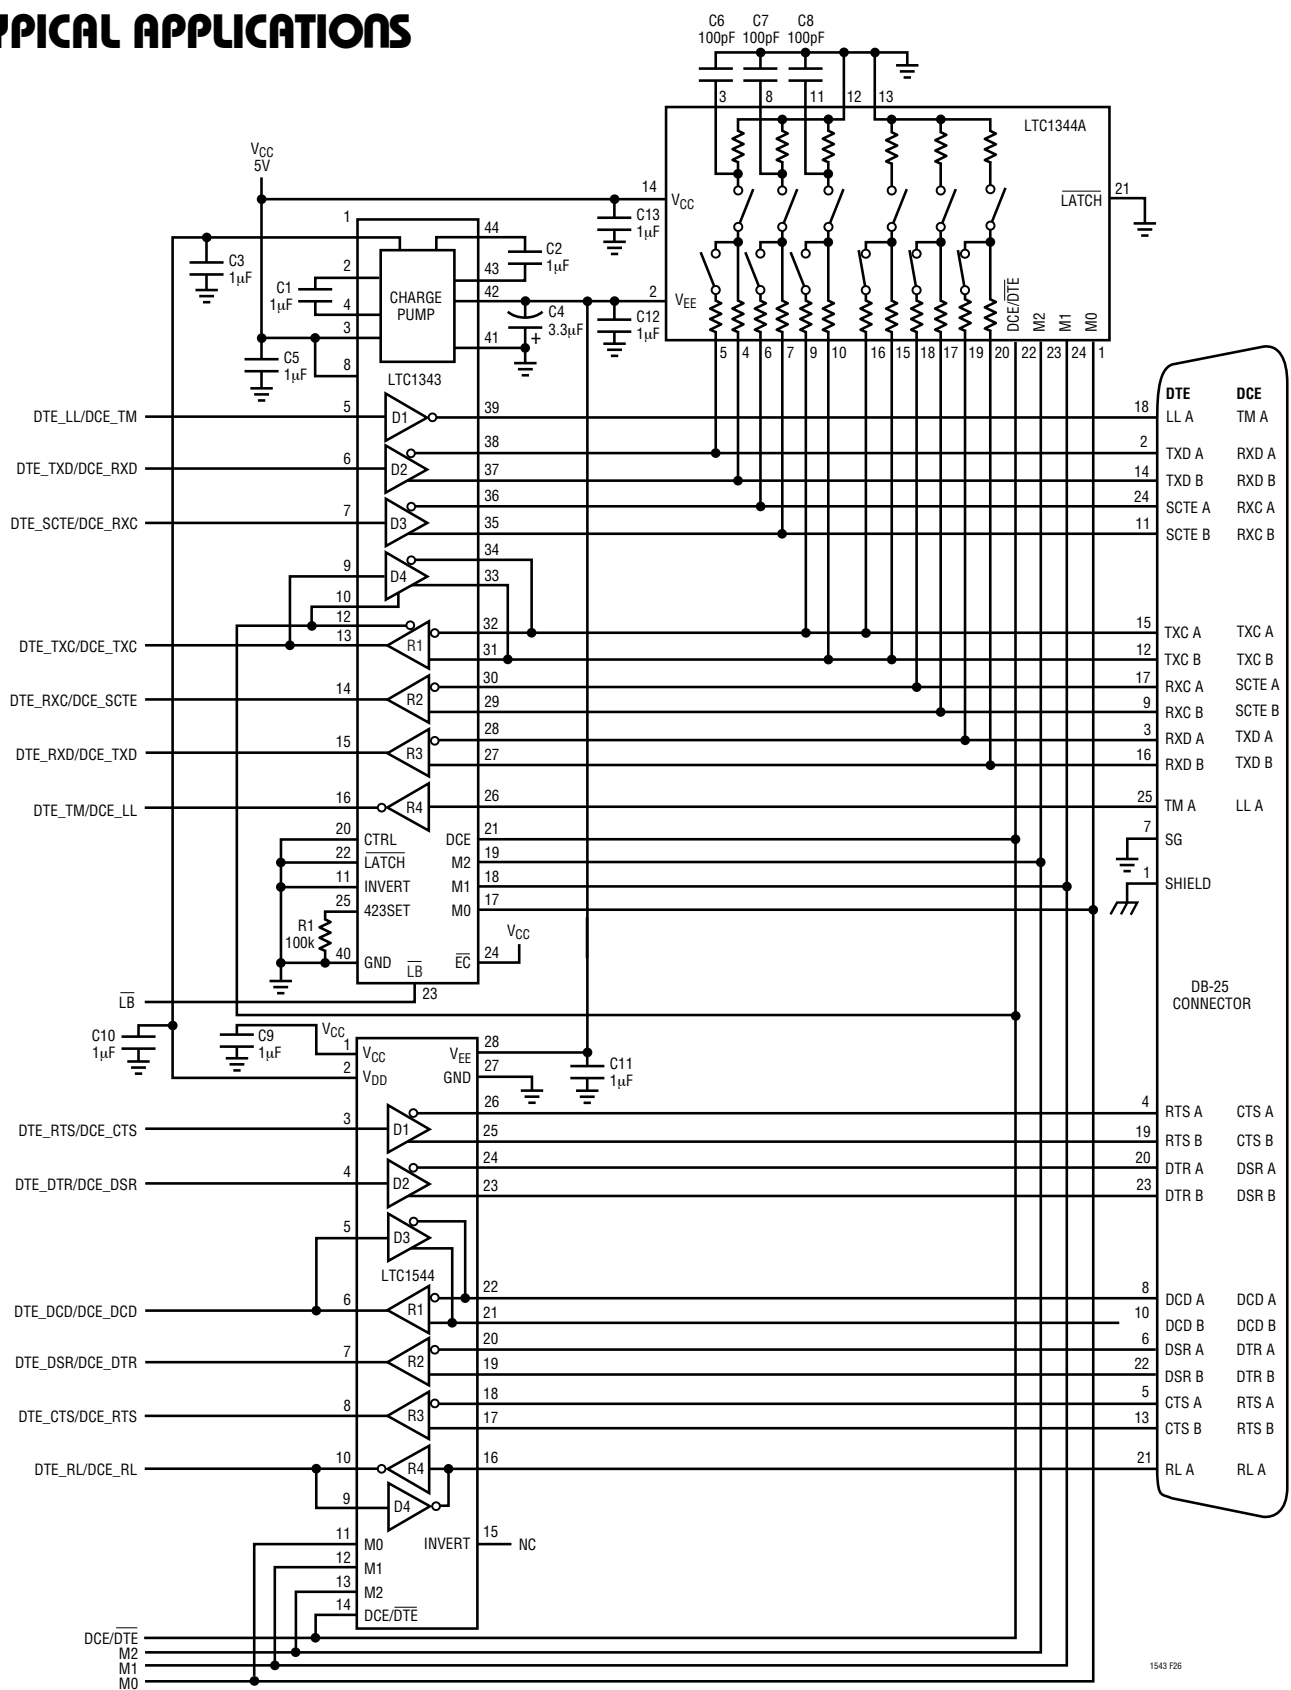 YPICAL APPLICATIONS
C6 C7 C8
100pF 100pF 100pF
3 8 11 12 13
LTC1344A
VCC
5V
14
VCC
LATCH
21
C13
1µF
1
44
C3
1µF
2
C2
1µF
C1
1µF
43
4
CHARGE
PUMP
42
2
VEE
C4
3.3µF
+
C12
1µF
3
41
DCE/DTE
M2
M1
M0
C5
1µF
8
LTC1343
5 4 6 7 9 10 16 15 18 17 19 20 22 23 24 1
DTE DCE
DTE_LL/DCE_TM 5 D1 39 18 LL A TM A
38 2 TXD A RXD A
DTE_TXD/DCE_RXD 6 D2 37 14 TXD B RXD B
36 24 SCTE A RXC A
DTE_SCTE/DCE_RXC 7 D3 35 11 SCTE B RXC B
34
9 D4 33
10
12 32 15 TXC A TXC A
DTE_TXC/DCE_TXC 13 R1 31 12 TXC B TXC B
30 17 RXC A SCTE A
DTE_RXC/DCE_SCTE 14 R2 29 9 RXC B SCTE B
28 3 RXD A TXD A
DTE_RXD/DCE_TXD 15 R3 27 16 RXD B TXD B
DTE_TM/DCE_LL 16 R4 26 25 TM A LL A
20 CTRL DCE 21 7 SG
22 LATCH M2 19
11 INVERT M1 18 1 SHIELD
25 423SET M0 17
R1
100k
VCC
40 GND LB EC 24
LB 23
DB-25
CONNECTOR
C10
1µF
C9
1µF
VCC
1 VCC VEE 28
2 VDD GND 27
C11
1µF
26 4 RTS A CTS A
DTE_RTS/DCE_CTS 3 D1 25 19 RTS B CTS B
24 20 DTR A DSR A
DTE_DTR/DCE_DSR 4 D2 23 23 DTR B DSR B
5 D3
LTC1544
22 8 DCD A DCD A
DTE_DCD/DCE_DCD 6 R1 21 10 DCD B DCD B
20 6 DSR A DTR A
DTE_DSR/DCE_DTR 7 R2 19 22 DSR B DTR B
18 5 CTS A RTS A
DTE_CTS/DCE_RTS 8 R3 17 13 CTS B RTS B
DTE_RL/DCE_RL 10 R4 16 21 RL A RL A
9 D4
11 M0 INVERT 15 NC
12 M1
13 M2
14 DCE/DTE
DCE/DTE
M2
M1
M0
1543 F26